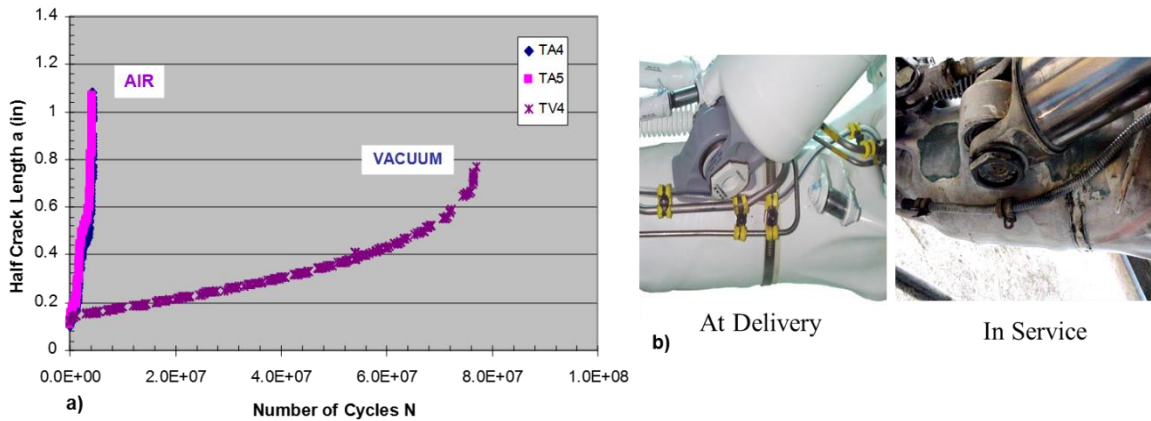 1.4
1.2
1
0.8
0.6
0.4
0.2
0
Half Crack Length a (in)
AIR
VACUUM
TA4
TA5
TV4
0.0E+00 2.0E+07 4.0E+07 6.0E+07 8.0E+07 1.0E+08
a)
Number of Cycles N
At Delivery
In Service
b)